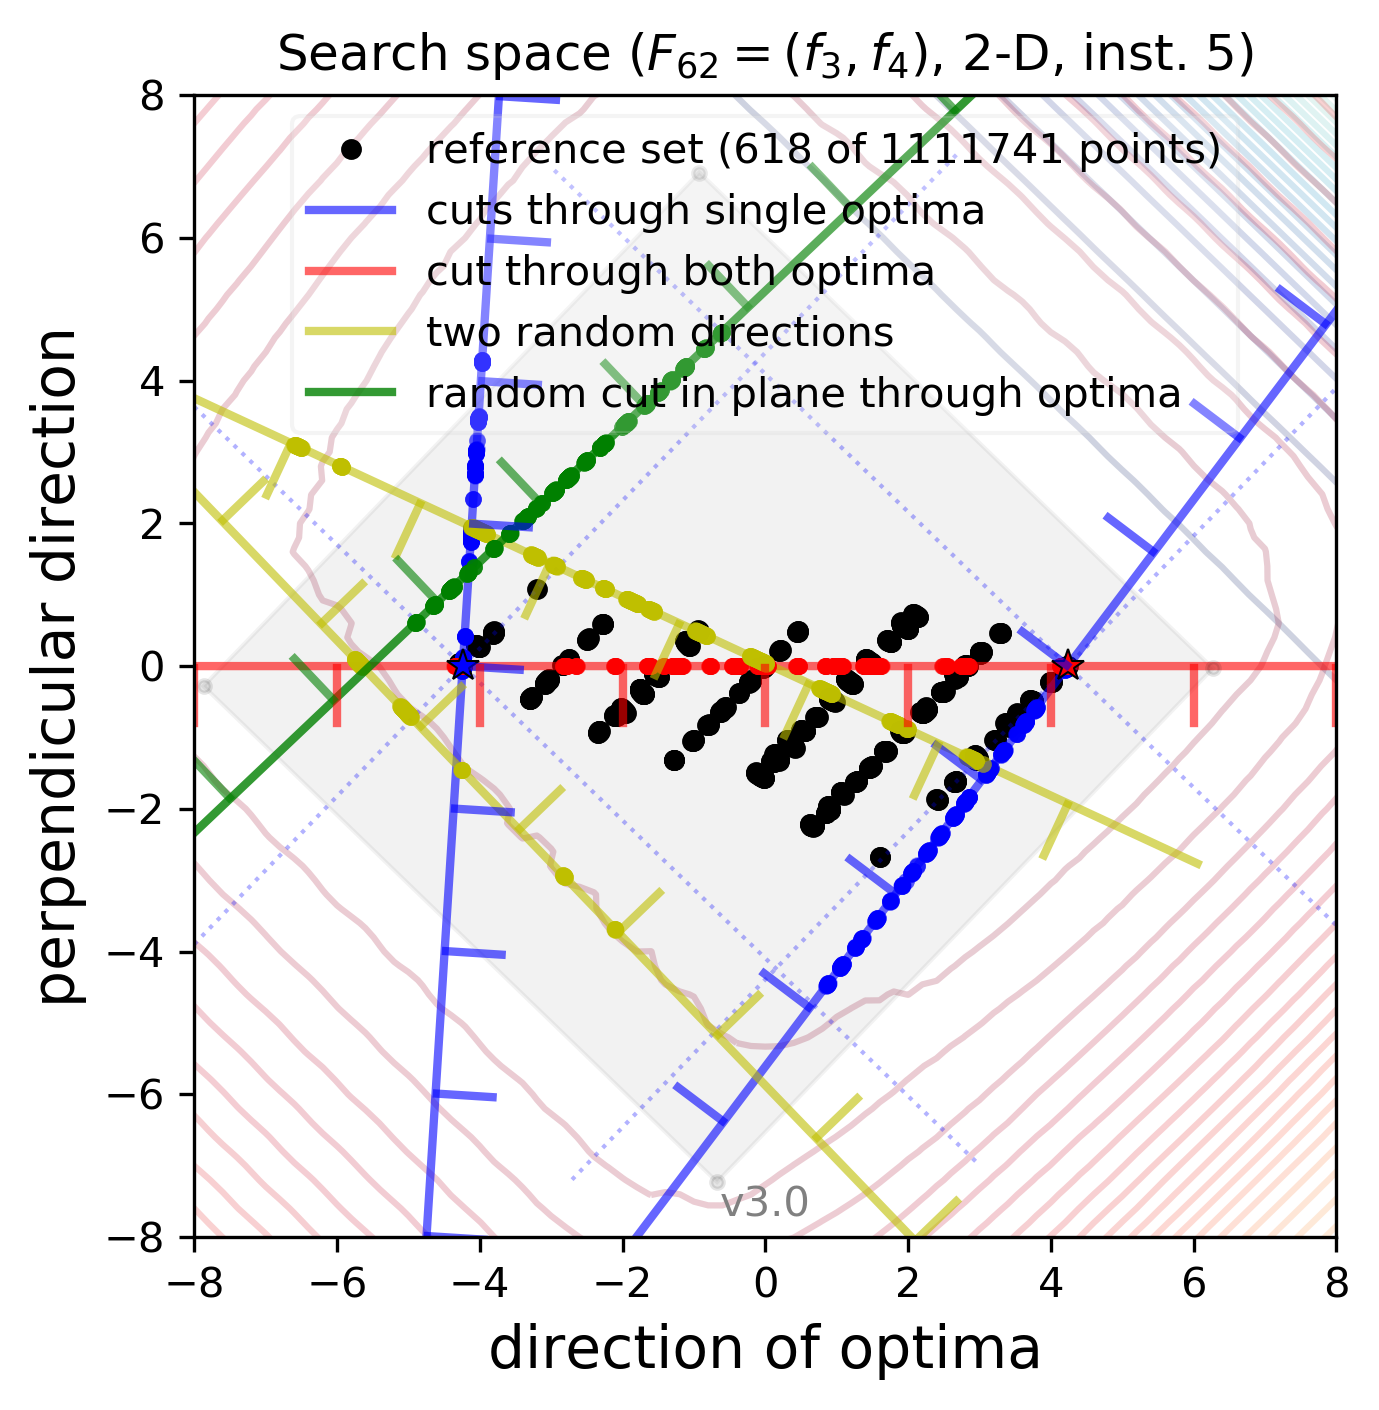 Search space (F₆₂ = (f₃, f₄), 2-D, inst. 5)
reference set (618 of 1111741 points)
cuts through single optima
cut through both optima
two random directions
random cut in plane through optima
8
6
4
2
0
−2
−4
−6
−8
perpendicular direction
v3.0
−8 −6 −4 −2 0 2 4 6 8
direction of optima